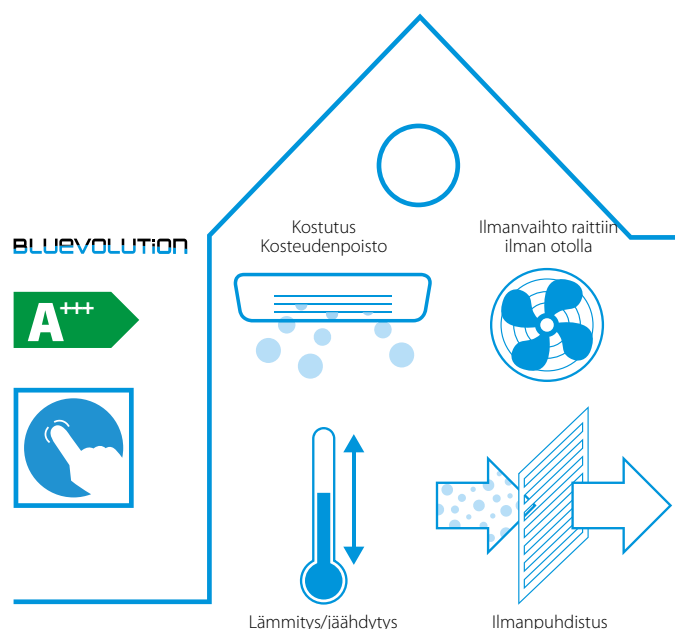 Kostutus
Kosteudenpoisto
Ilmanvaihto raittiin
ilman otolla
BLUEVOLUTION
A+++
Lämmitys/jäähdytys
Ilmanpuhdistus